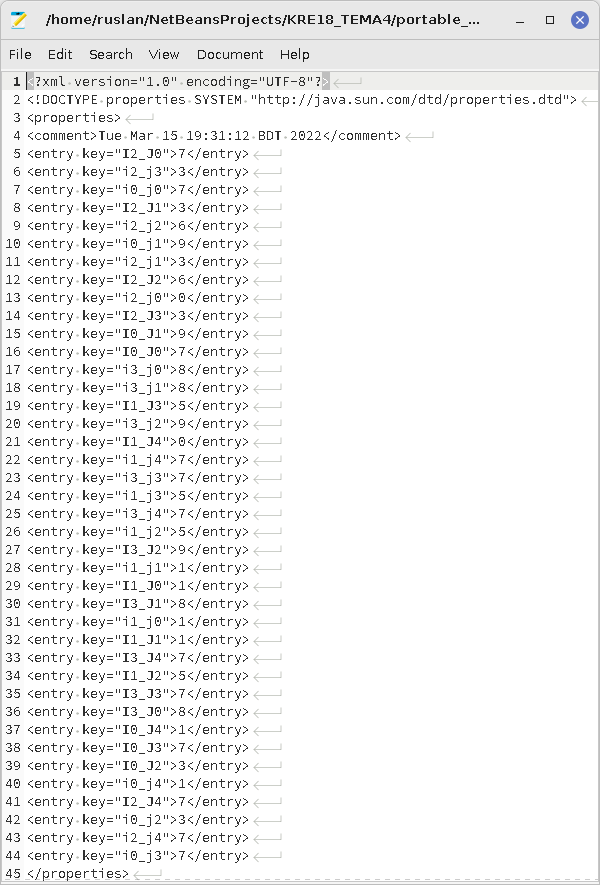 /home/ruslan/NetBeansProjects/KRE18_TEMA4/portable_...
File Edit Search View Document Help
1 <?xml version="1.0" encoding="UTF-8"?>
2 <!DOCTYPE properties SYSTEM "http://java.sun.com/dtd/properties.dtd">
3 <properties>
4 <comment>Tue Mar 15 19:31:12 BDT 2022</comment>
5 <entry key="I2_J0">7</entry>
6 <entry key="i2_j3">3</entry>
7 <entry key="i0_j0">7</entry>
8 <entry key="I2_J1">3</entry>
9 <entry key="i2_j2">6</entry>
10 <entry key="i0_j1">9</entry>
11 <entry key="i2_j1">3</entry>
12 <entry key="I2_J2">6</entry>
13 <entry key="i2_j0">0</entry>
14 <entry key="I2_J3">3</entry>
15 <entry key="I0_J1">9</entry>
16 <entry key="I0_J0">7</entry>
17 <entry key="i3_j0">8</entry>
18 <entry key="i3_j1">8</entry>
19 <entry key="I1_J3">5</entry>
20 <entry key="i3_j2">9</entry>
21 <entry key="I1_J4">0</entry>
22 <entry key="i1_j4">7</entry>
23 <entry key="i3_j3">7</entry>
24 <entry key="i1_j3">5</entry>
25 <entry key="i3_j4">7</entry>
26 <entry key="i1_j2">5</entry>
27 <entry key="I3_J2">9</entry>
28 <entry key="i1_j1">1</entry>
29 <entry key="I1_J0">1</entry>
30 <entry key="I3_J1">8</entry>
31 <entry key="i1_j0">1</entry>
32 <entry key="I1_J1">1</entry>
33 <entry key="I3_J4">7</entry>
34 <entry key="I1_J2">5</entry>
35 <entry key="I3_J3">7</entry>
36 <entry key="I3_J0">8</entry>
37 <entry key="I0_J4">1</entry>
38 <entry key="I0_J3">7</entry>
39 <entry key="I0_J2">3</entry>
40 <entry key="i0_j4">1</entry>
41 <entry key="I2_J4">7</entry>
42 <entry key="i0_j2">3</entry>
43 <entry key="i2_j4">7</entry>
44 <entry key="i0_j3">7</entry>
45 </properties>